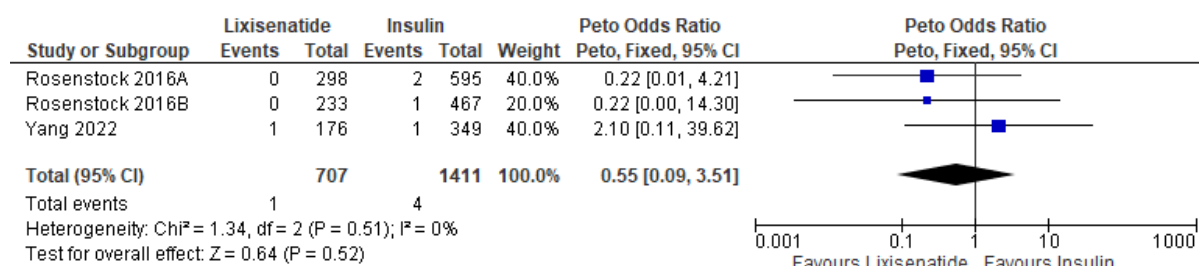 Lixisenatide Insulin Peto Odds Ratio Peto Odds Ratio
Study or Subgroup Events Total Events Total Weight Peto, Fixed, 95% CI Peto, Fixed, 95% CI
Rosenstock 2016A 0 298 2 595 40.0% 0.22 [0.01, 4.21]
Rosenstock 2016B 0 233 1 467 20.0% 0.22 [0.00, 14.30]
Yang 2022 1 176 1 349 40.0% 2.10 [0.11, 39.62]
Total (95% CI) 707 1411 100.0% 0.55 [0.09, 3.51]
Total events 1 4
Heterogeneity: Chi² = 1.34, df = 2 (P = 0.51); I² = 0%
Test for overall effect: Z = 0.64 (P = 0.52)
0.001 0.1 1 10 1000
Favours Lixisenatide Favours Insulin